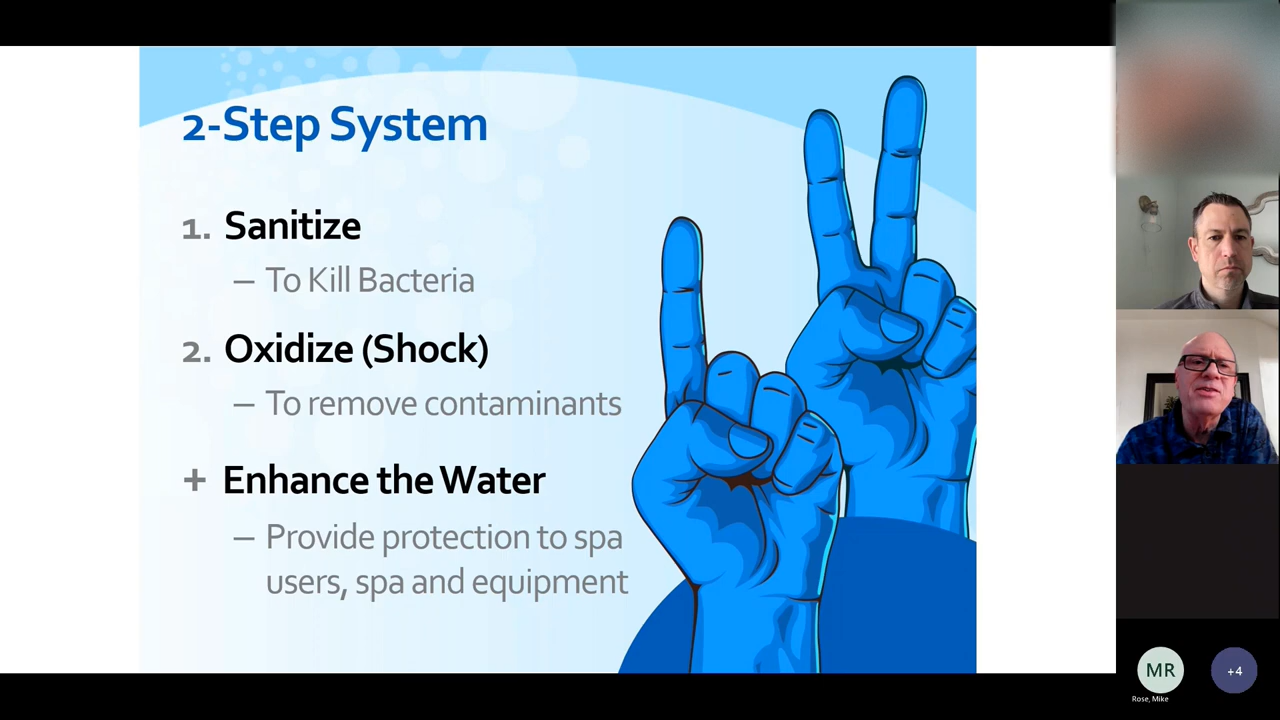 2-Step System
1. Sanitize
– To Kill Bacteria
2. Oxidize (Shock)
– To remove contaminants
+ Enhance the Water
– Provide protection to spa
users, spa and equipment
MR
+4
Rose, Mike